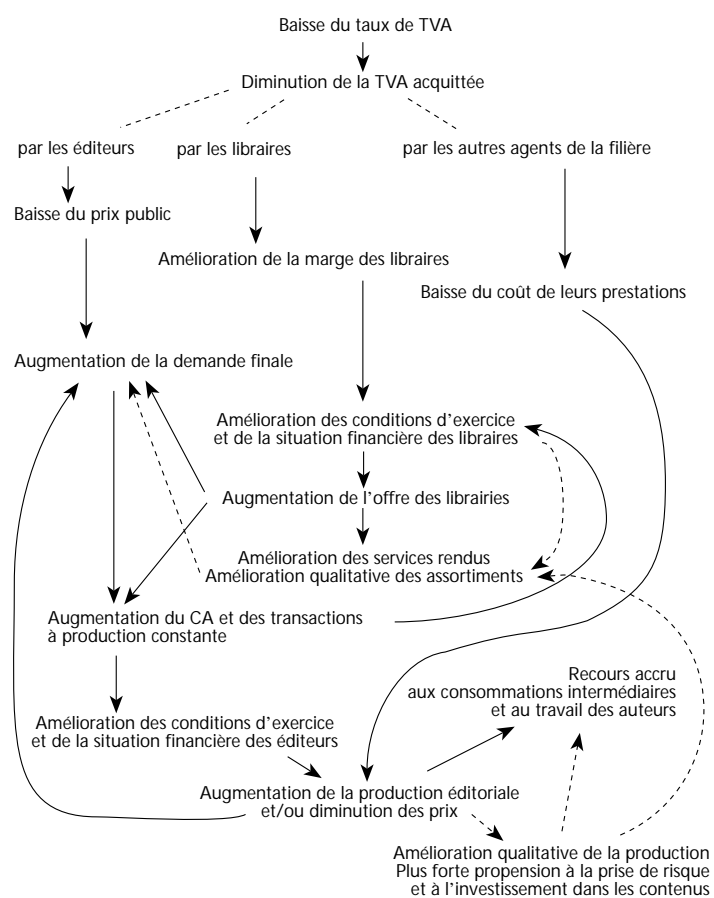 Baisse du taux de TVA
Diminution de la TVA acquittée
par les éditeurs
par les libraires
par les autres agents de la filière
Baisse du prix public
Amélioration de la marge des libraires
Baisse du coût de leurs prestations
Augmentation de la demande finale
Amélioration des conditions d'exercice
et de la situation financière des libraires
Augmentation de l'offre des librairies
Amélioration des services rendus
Amélioration qualitative des assortiments
Augmentation du CA et des transactions
à production constante
Recours accru
aux consommations intermédiaires
et au travail des auteurs
Amélioration des conditions d'exercice
et de la situation financière des éditeurs
Augmentation de la production éditoriale
et/ou diminution des prix
Amélioration qualitative de la production
Plus forte propension à la prise de risque
et à l'investissement dans les contenus